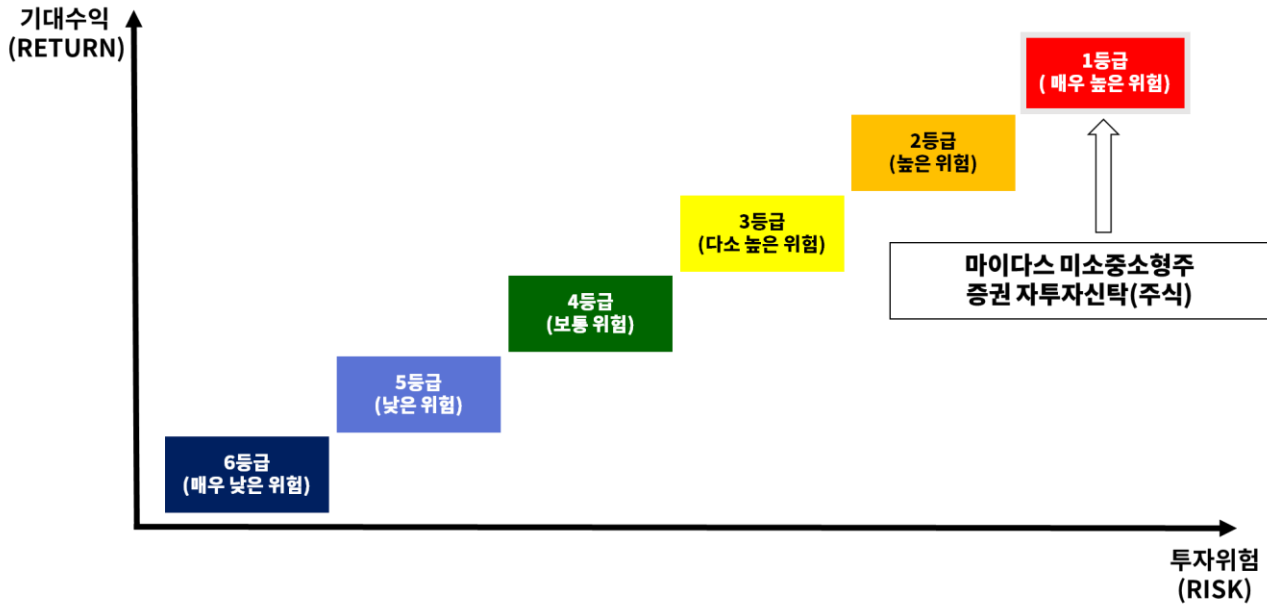 기대수익
(RETURN)
1등급
( 매우 높은 위험)
2등급
(높은 위험)
3등급
(다소 높은 위험)
마이다스 미소중소형주
증권 자투자신탁(주식)
4등급
(보통 위험)
5등급
(낮은 위험)
6등급
(매우 낮은 위험)
투자위험
(RISK)